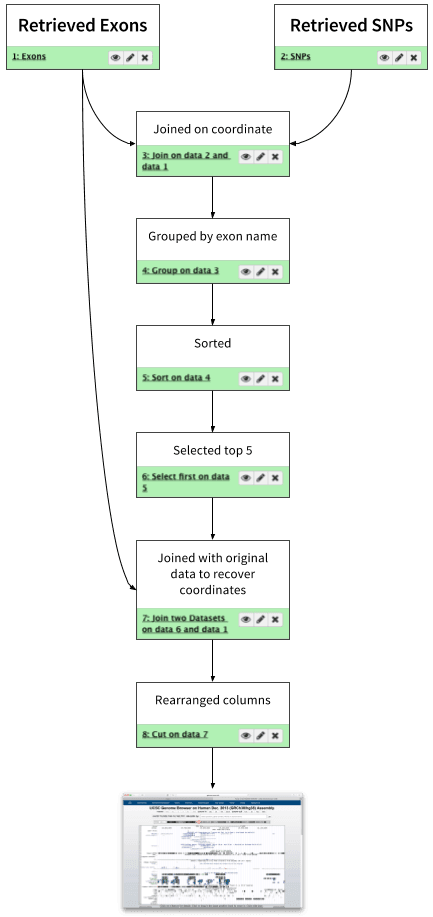 Retrieved Exons
1: Exons
Retrieved SNPs
2: SNPs
Joined on coordinate
3: Join on data 2 and
data 1
Grouped by exon name
4: Group on data 3
Sorted
5: Sort on data 4
Selected top 5
6: Select first on data
5
Joined with original
data to recover
coordinates
7: Join two Datasets
on data 6 and data 1
Rearranged columns
8: Cut on data 7
UCSC Genome Browser on Human Dec. 2013 (GRCh38/hg38) Assembly